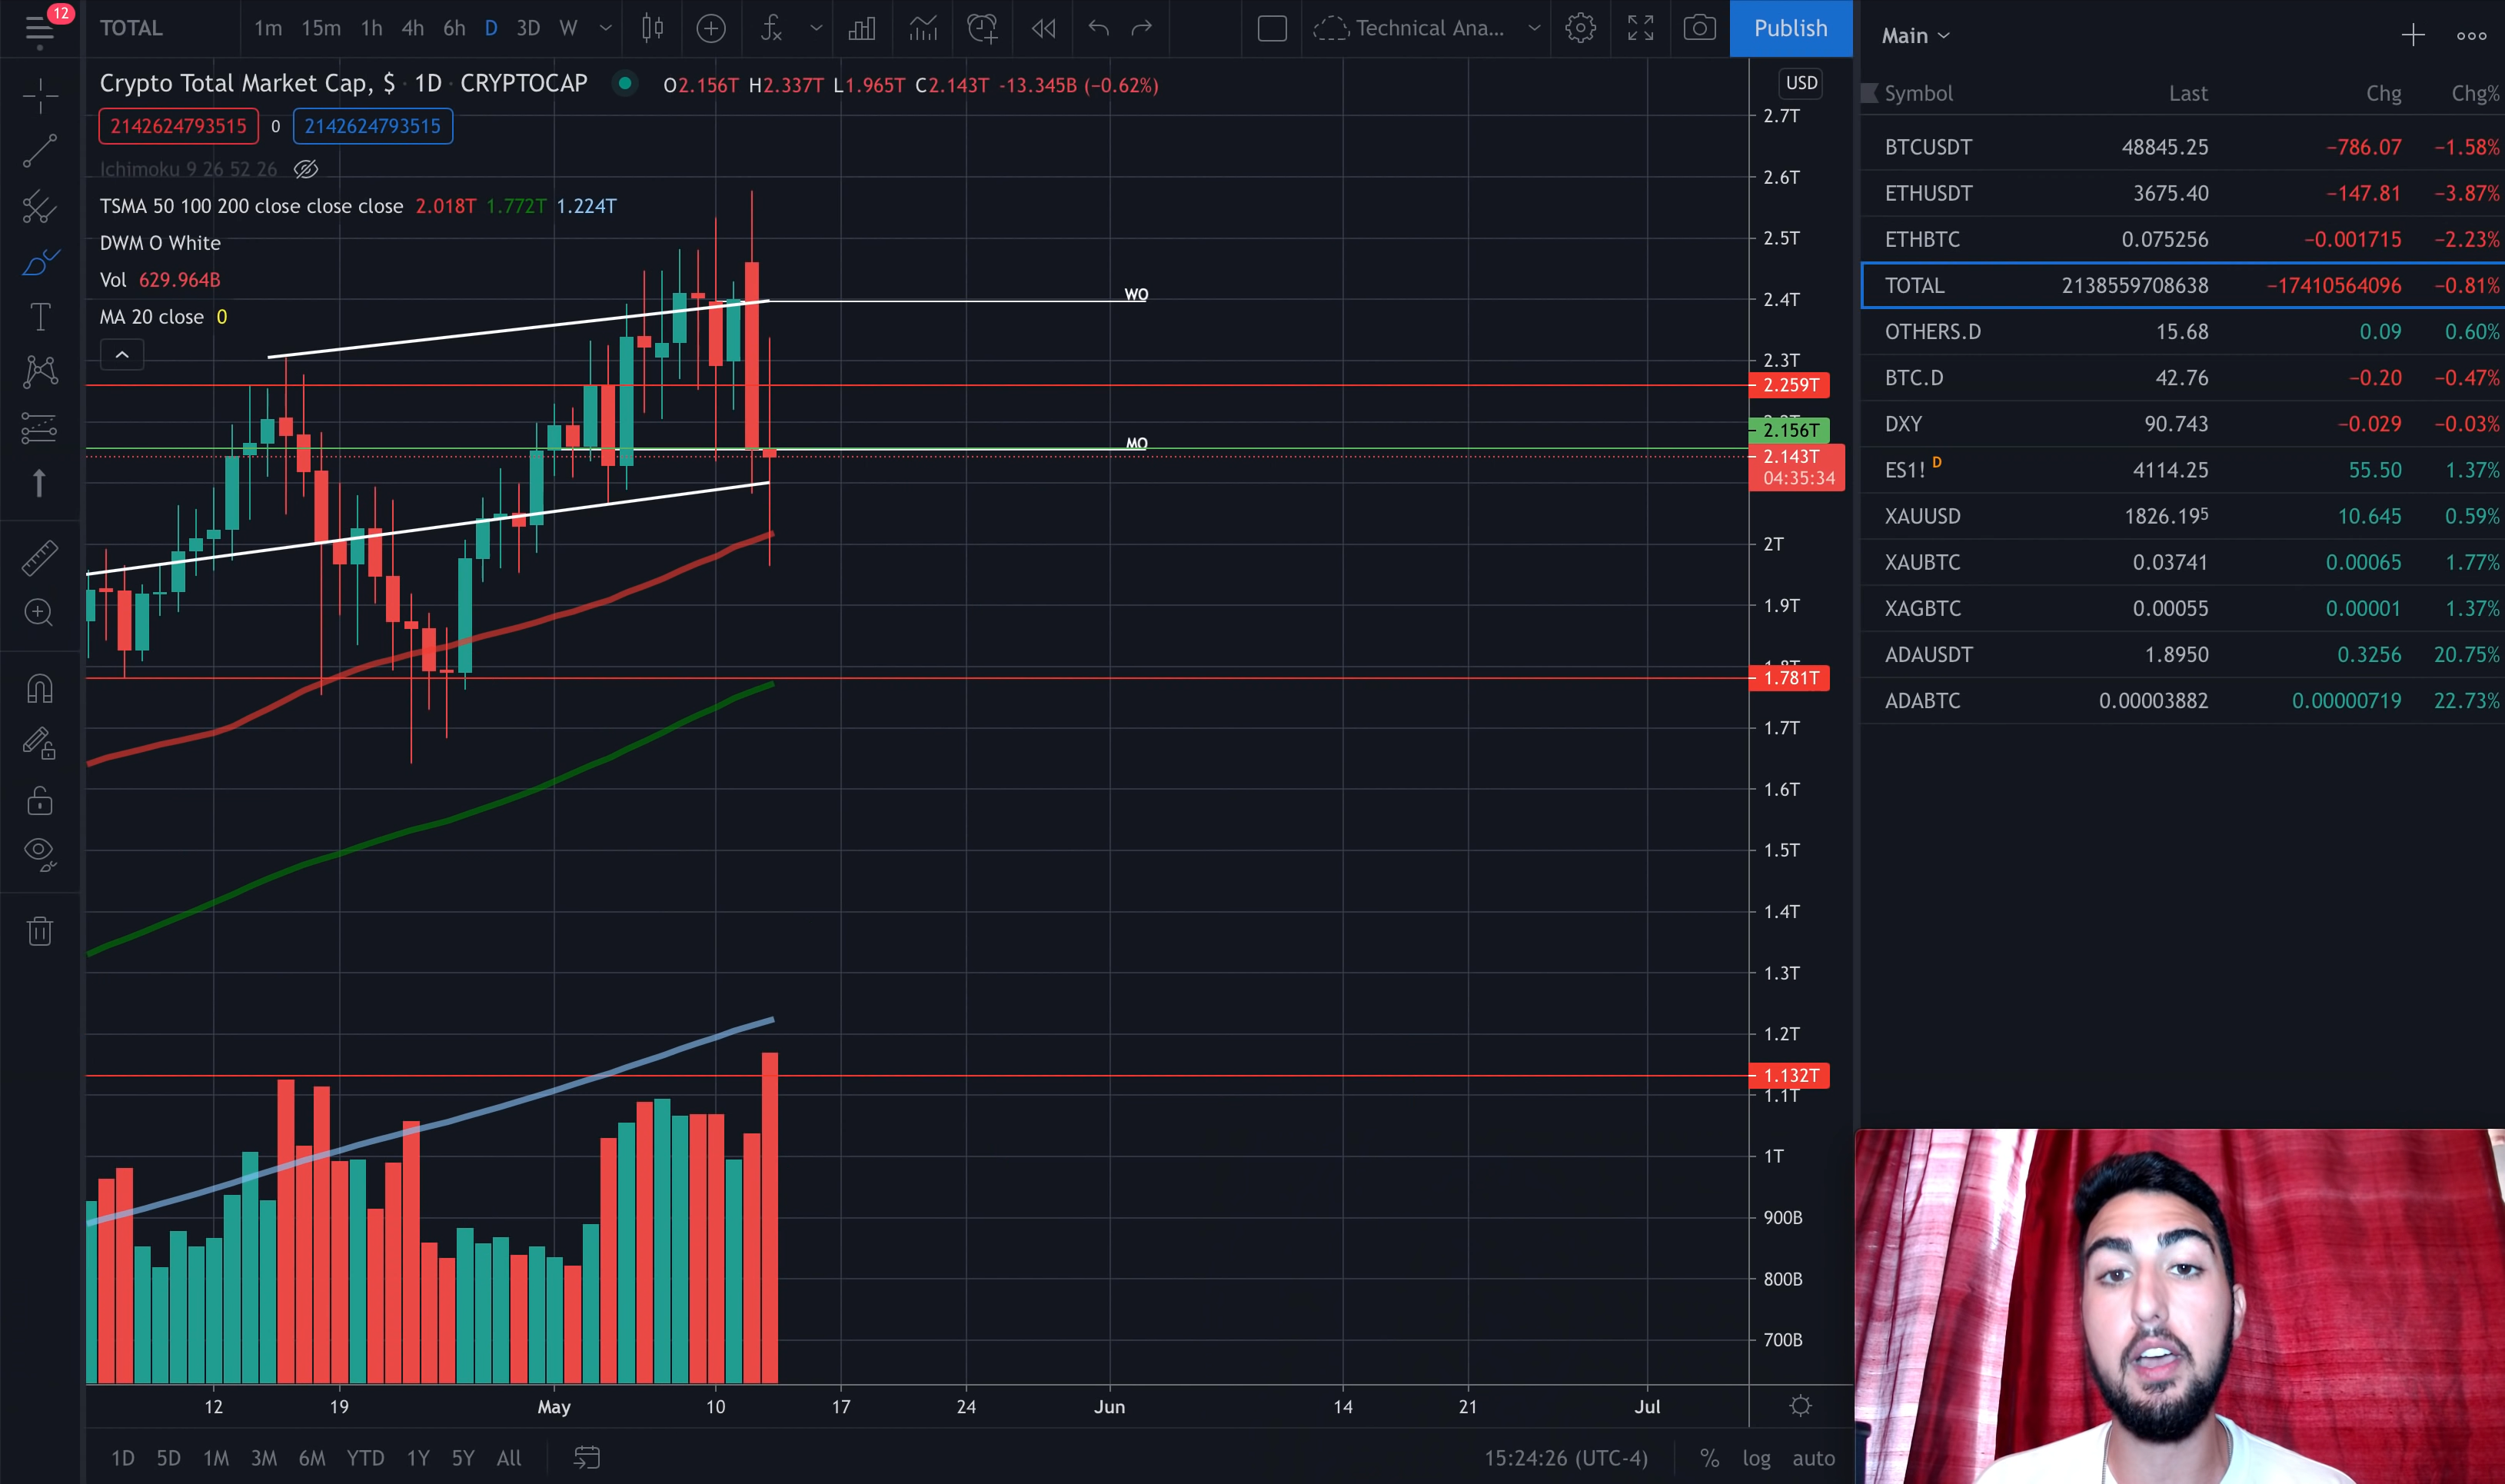 12
TOTAL 1m 15m 1h 4h 6h D 3D W fx Technical Ana... Publish
Crypto Total Market Cap, $ · 1D · CRYPTOCAP O2.156T H2.337T L1.965T C2.143T -13.345B (−0.62%)
2142624793515 0 2142624793515
Ichimoku 9 26 52 26
TSMA 50 100 200 close close close 2.018T 1.772T 1.224T
DWM O White
Vol 629.964B
MA 20 close 0
WO
MO
USD
2.7T
2.6T
2.5T
2.4T
2.3T
2.259T
2.156T
2.143T
04:35:34
2T
1.9T
1.781T
1.7T
1.6T
1.5T
1.4T
1.3T
1.2T
1.132T
1.1T
1T
900B
800B
700B
12 19 May 10 17 24 Jun 14 21 Jul
1D 5D 1M 3M 6M YTD 1Y 5Y All 15:24:26 (UTC-4) % log auto
Main
Symbol Last Chg Chg%
BTCUSDT 48845.25 −786.07 −1.58%
ETHUSDT 3675.40 −147.81 −3.87%
ETHBTC 0.075256 −0.001715 −2.23%
TOTAL 2138559708638 −17410564096 −0.81%
OTHERS.D 15.68 0.09 0.60%
BTC.D 42.76 −0.20 −0.47%
DXY 90.743 −0.029 −0.03%
ES1! D 4114.25 55.50 1.37%
XAUUSD 1826.195 10.645 0.59%
XAUBTC 0.03741 0.00065 1.77%
XAGBTC 0.00055 0.00001 1.37%
ADAUSDT 1.8950 0.3256 20.75%
ADABTC 0.00003882 0.00000719 22.73%